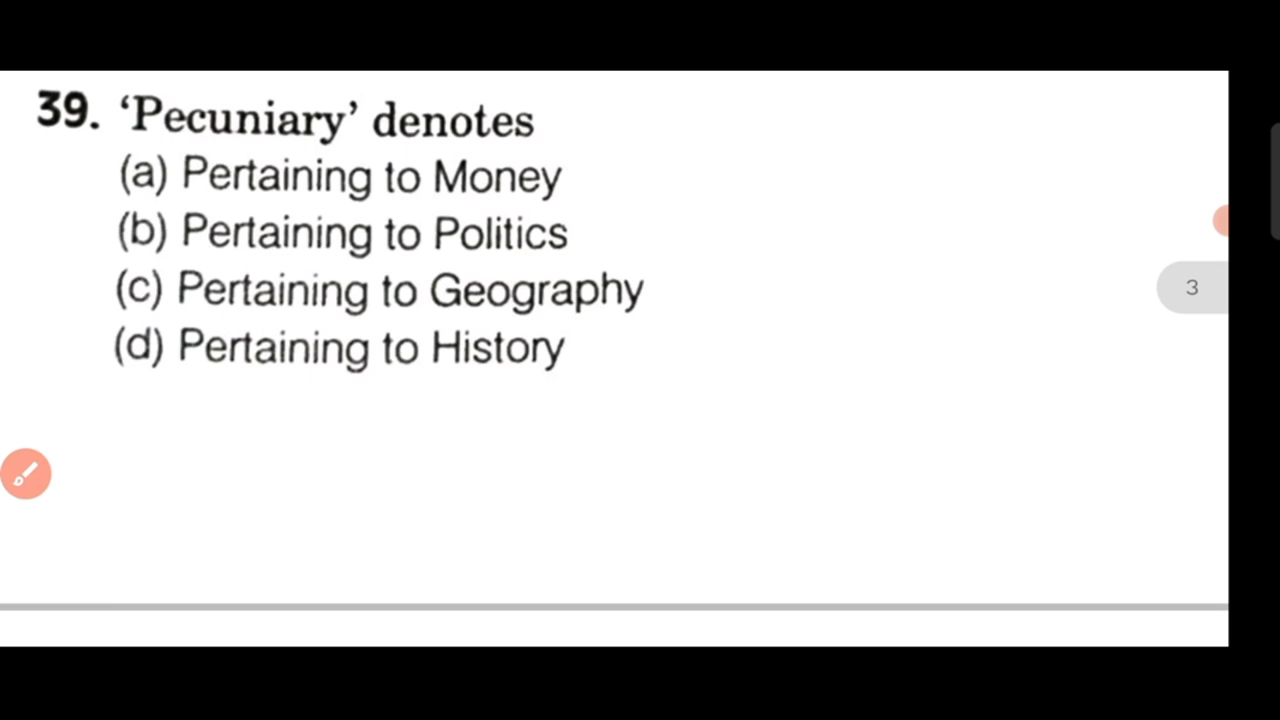 39. ‘Pecuniary’ denotes
(a) Pertaining to Money
(b) Pertaining to Politics
(c) Pertaining to Geography
(d) Pertaining to History
3